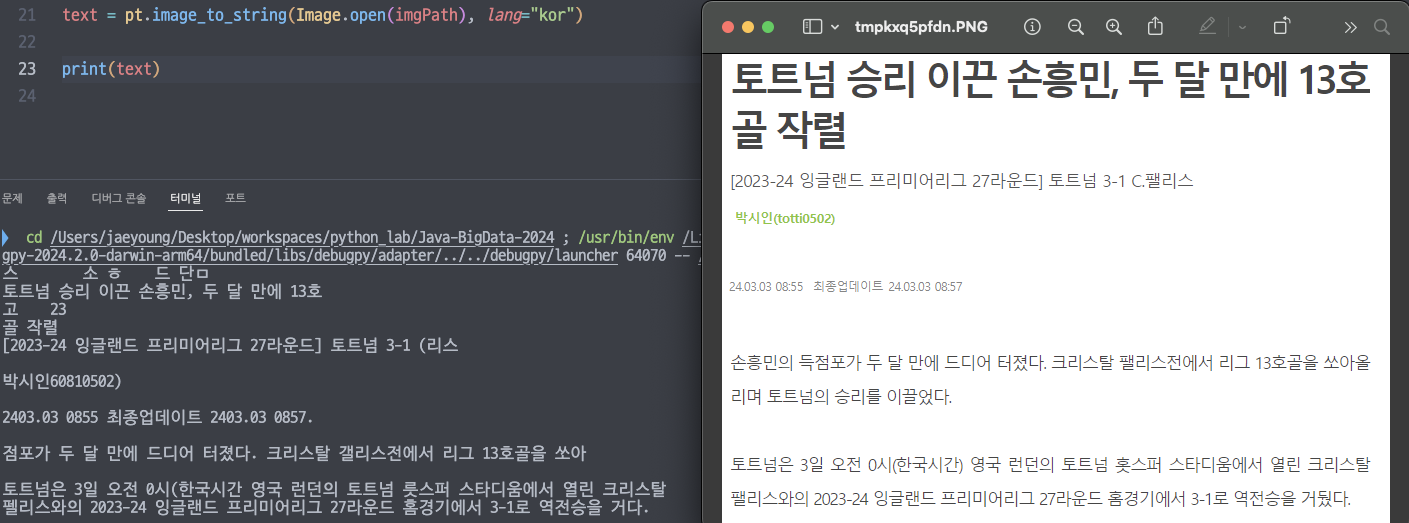 21 text = pt.image_to_string(Image.open(imgPath), lang="kor")
22
23 print(text)
24
문제 출력 디버그 콘솔 터미널 포트
cd /Users/jaeyoung/Desktop/workspaces/python_lab/Java-BigData-2024 ; /usr/bin/env /Li
gpy-2024.2.0-darwin-arm64/bundled/libs/debugpy/adapter/../../debugpy/launcher 64070 -- /
스 소 ㅎ 드 단ㅁ
토트넘 승리 이끈 손흥민, 두 달 만에 13호
고 23
골 작렬
[2023-24 잉글랜드 프리미어리그 27라운드] 토트넘 3-1 (리스
박시인60810502)
2403.03 0855 최종업데이트 2403.03 0857.
점포가 두 달 만에 드디어 터졌다. 크리스탈 갤리스전에서 리그 13호골을 쏘아
토트넘은 3일 오전 0시(한국시간 영국 런던의 토트넘 릇스퍼 스타디움에서 열린 크리스탈
펠리스와의 2023-24 잉글랜드 프리미어리그 27라운드 홈경기에서 3-1로 역전승을 거다.
tmpkxq5pfdn.PNG
토트넘 승리 이끈 손흥민, 두 달 만에 13호
골 작렬
[2023-24 잉글랜드 프리미어리그 27라운드] 토트넘 3-1 C.팰리스
박시인(totti0502)
24.03.03 08:55 최종업데이트 24.03.03 08:57
손흥민의 득점포가 두 달 만에 드디어 터졌다. 크리스탈 팰리스전에서 리그 13호골을 쏘아올
리며 토트넘의 승리를 이끌었다.
토트넘은 3일 오전 0시(한국시간) 영국 런던의 토트넘 홋스퍼 스타디움에서 열린 크리스탈
팰리스와의 2023-24 잉글랜드 프리미어리그 27라운드 홈경기에서 3-1로 역전승을 거뒀다.